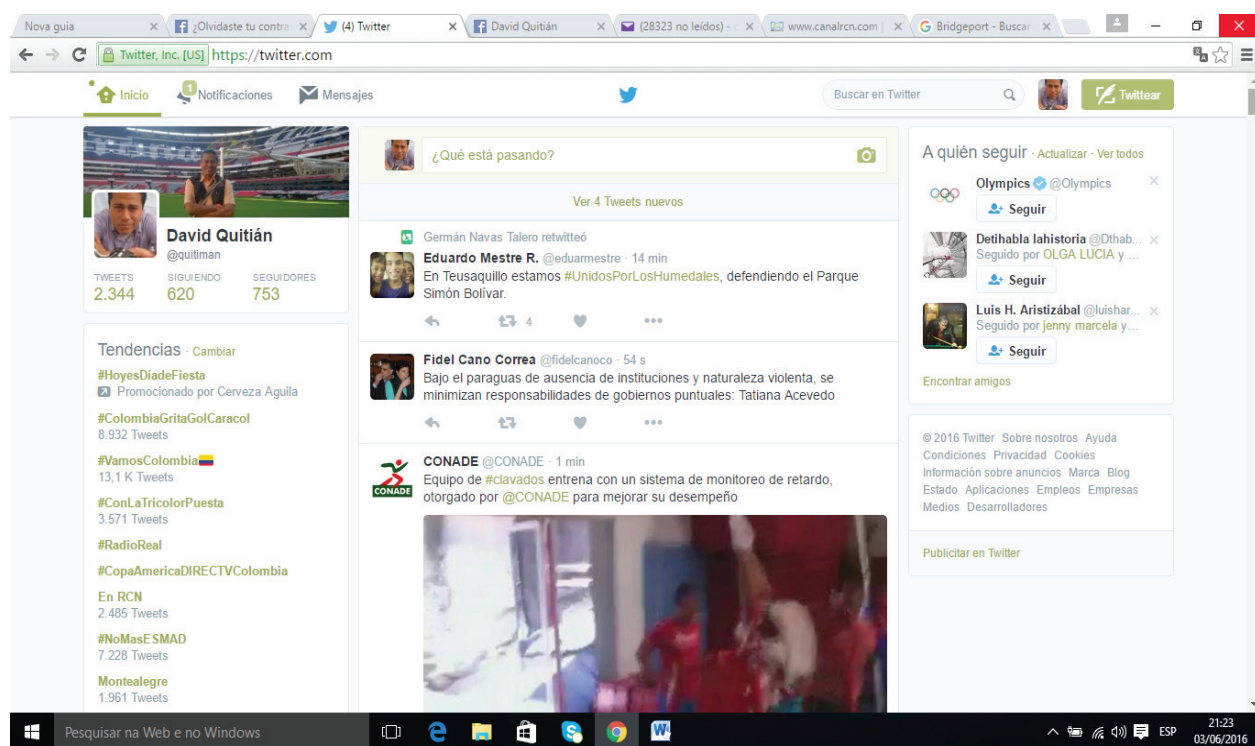 Nova guia
¿Olvidaste tu contra
(4) Twitter
David Quitián
(28323 no leídos) - c
www.canalrcn.com |
Bridgeport - Buscar
Twitter, Inc. [US] https://twitter.com
Inicio
1
Notificaciones
Mensajes
Buscar en Twitter
Twittear
David Quitián
@quitiman
TWEETS SIGUIENDO SEGUIDORES
2.344 620 753
Tendencias · Cambiar
#HoyesDiadeFiesta
Promocionado por Cerveza Aguila
#ColombiaGritaGolCaracol
8.932 Tweets
#VamosColombia
13,1 K Tweets
#ConLaTricolorPuesta
3.571 Tweets
#RadioReal
#CopaAmericaDIRECTVColombia
En RCN
2.485 Tweets
#NoMasESMAD
7.228 Tweets
Montealegre
1.961 Tweets
¿Qué está pasando?
Ver 4 Tweets nuevos
Germán Navas Talero retwitteó
Eduardo Mestre R. @eduarmestre · 14 min
En Teusaquillo estamos #UnidosPorLosHumedales, defendiendo el Parque
Simón Bolívar.
4
Fidel Cano Correa @fidelcanoco · 54 s
Bajo el paraguas de ausencia de instituciones y naturaleza violenta, se
minimizan responsabilidades de gobiernos puntuales: Tatiana Acevedo
CONADE
CONADE @CONADE · 1 min
Equipo de #clavados entrena con un sistema de monitoreo de retardo,
otorgado por @CONADE para mejorar su desempeño
A quién seguir · Actualizar · Ver todos
Olympics @Olympics
Seguir
Detihabla lahistoria @Dthab...
Seguido por OLGA LUCIA y ...
Seguir
Luis H. Aristizábal @luishar...
Seguido por jenny marcela y...
Seguir
Encontrar amigos
© 2016 Twitter Sobre nosotros Ayuda
Condiciones Privacidad Cookies
Información sobre anuncios Marca Blog
Estado Aplicaciones Empleos Empresas
Medios Desarrolladores
Publicitar en Twitter
Pesquisar na Web e no Windows
ESP
21:23
03/06/2016